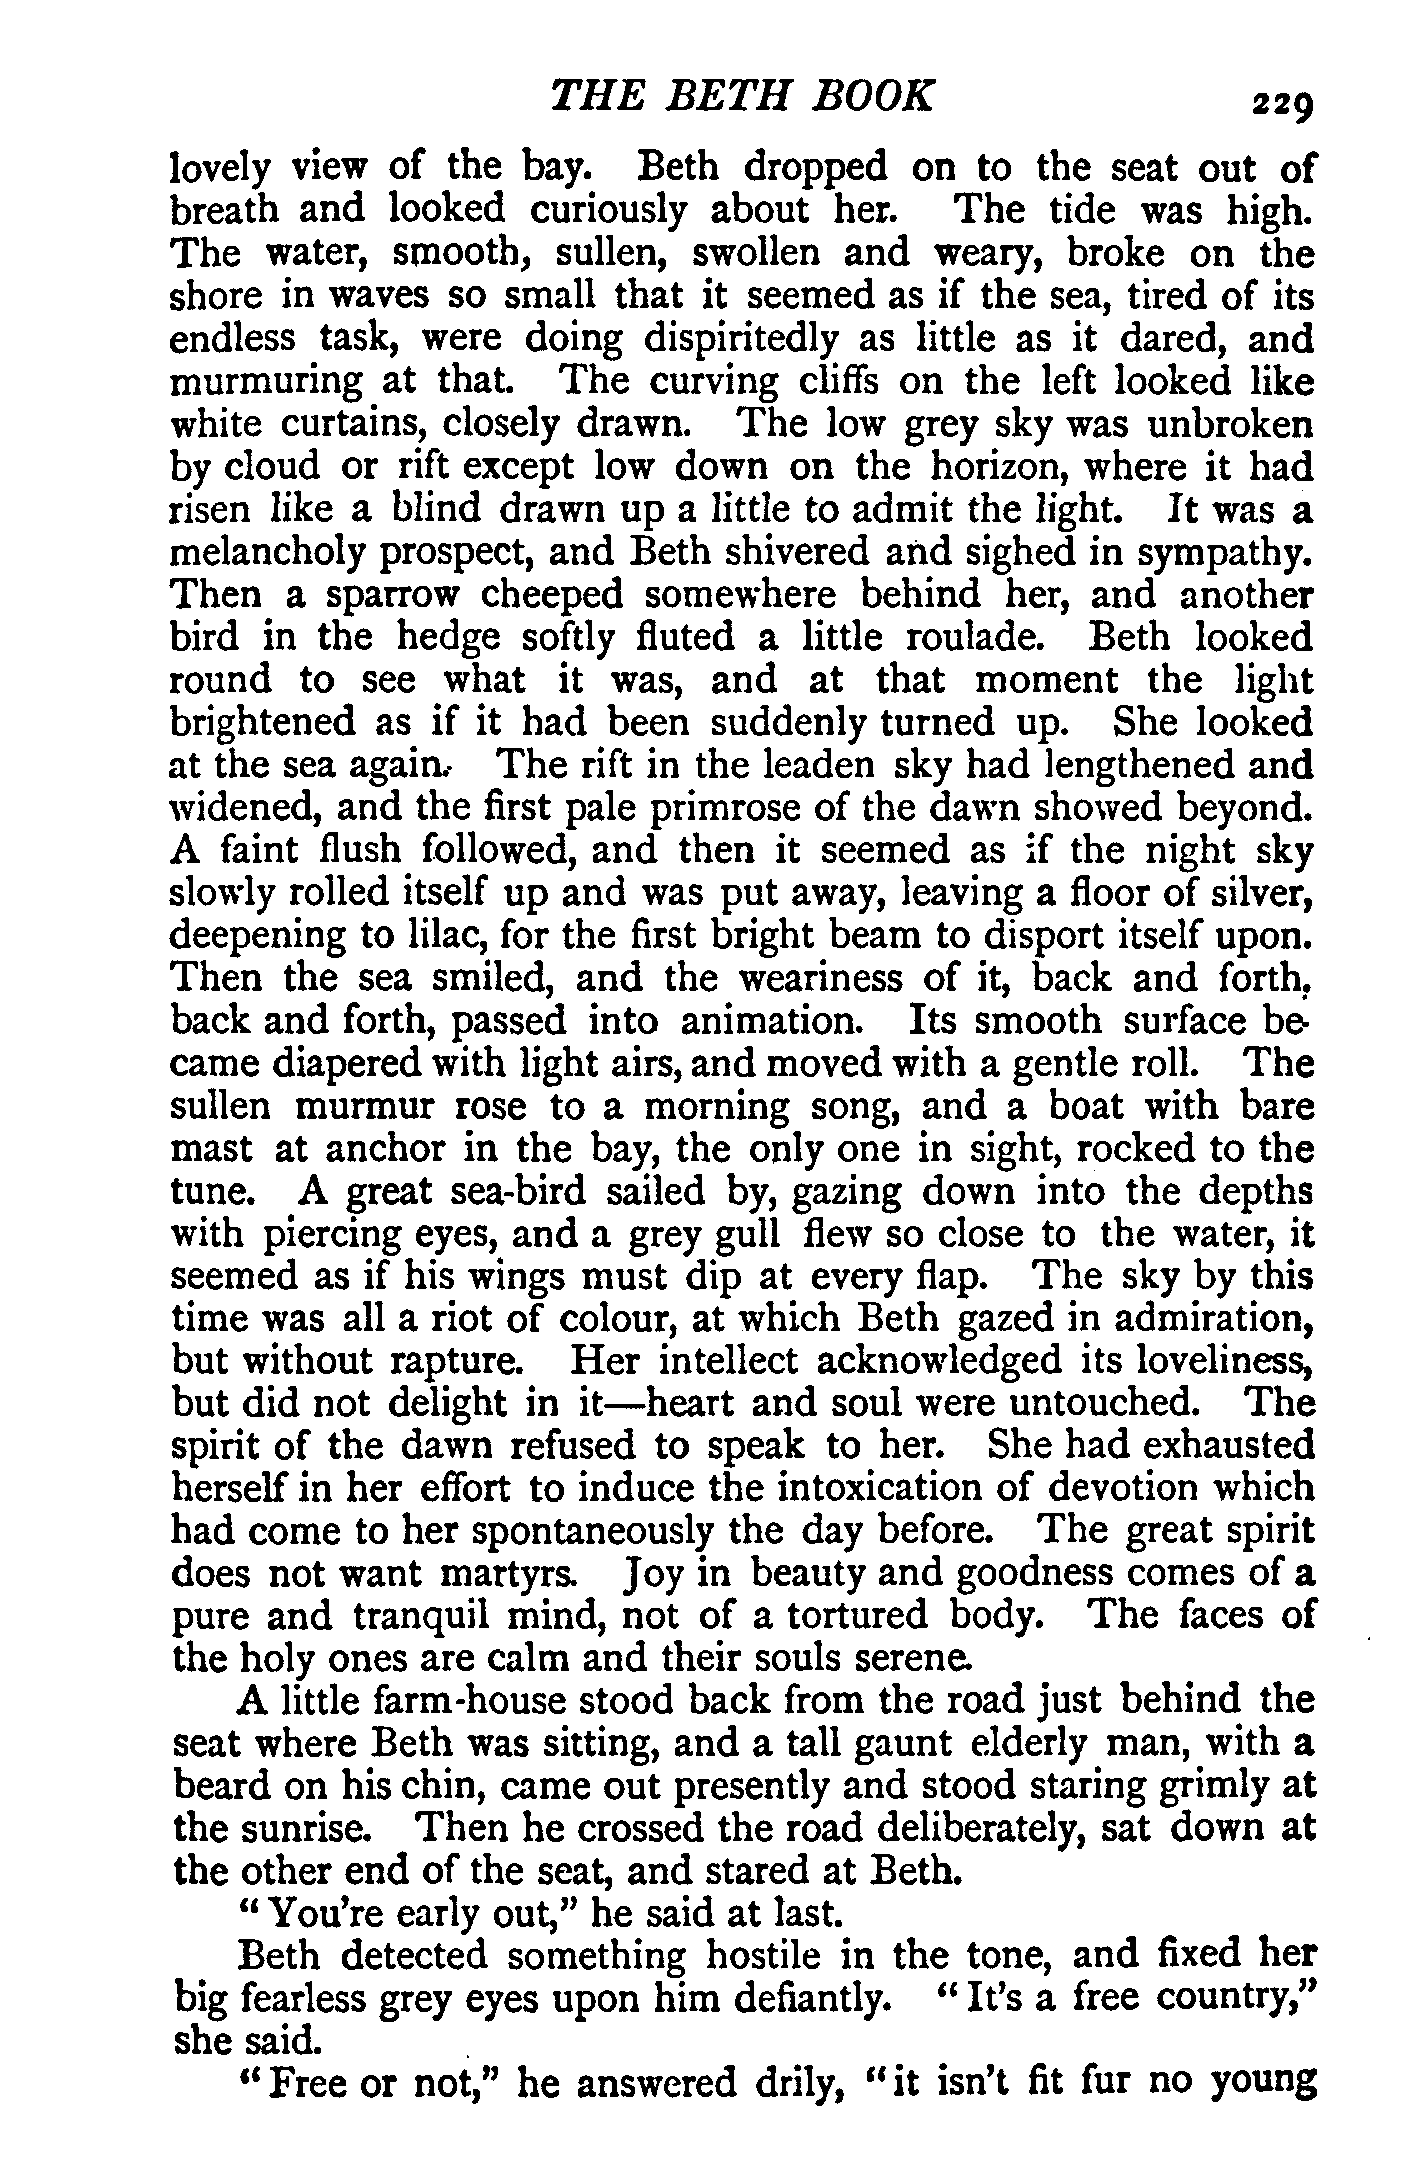 THE BETH BOOK 229
lovely view of the bay. Beth dropped on to the seat out of
breath and looked curiously about her. The tide was high.
The water, smooth, sullen, swollen and weary, broke on the
shore in waves so small that it seemed as if the sea, tired of its
endless task, were doing dispiritedly as little as it dared, and
murmuring at that. The curving cliffs on the left looked like
white curtains, closely drawn. The low grey sky was unbroken
by cloud or rift except low down on the horizon, where it had
risen like a blind drawn up a little to admit the light. It was a
melancholy prospect, and Beth shivered and sighed in sympathy.
Then a sparrow cheeped somewhere behind her, and another
bird in the hedge softly fluted a little roulade. Beth looked
round to see what it was, and at that moment the light
brightened as if it had been suddenly turned up. She looked
at the sea again. The rift in the leaden sky had lengthened and
widened, and the first pale primrose of the dawn showed beyond.
A faint flush followed, and then it seemed as if the night sky
slowly rolled itself up and was put away, leaving a floor of silver,
deepening to lilac, for the first bright beam to disport itself upon.
Then the sea smiled, and the weariness of it, back and forth,
back and forth, passed into animation. Its smooth surface be-
came diapered with light airs, and moved with a gentle roll. The
sullen murmur rose to a morning song, and a boat with bare
mast at anchor in the bay, the only one in sight, rocked to the
tune. A great sea-bird sailed by, gazing down into the depths
with piercing eyes, and a grey gull flew so close to the water, it
seemed as if his wings must dip at every flap. The sky by this
time was all a riot of colour, at which Beth gazed in admiration,
but without rapture. Her intellect acknowledged its loveliness,
but did not delight in it—heart and soul were untouched. The
spirit of the dawn refused to speak to her. She had exhausted
herself in her effort to induce the intoxication of devotion which
had come to her spontaneously the day before. The great spirit
does not want martyrs. Joy in beauty and goodness comes of a
pure and tranquil mind, not of a tortured body. The faces of
the holy ones are calm and their souls serene.
A little farm-house stood back from the road just behind the
seat where Beth was sitting, and a tall gaunt elderly man, with a
beard on his chin, came out presently and stood staring grimly at
the sunrise. Then he crossed the road deliberately, sat down at
the other end of the seat, and stared at Beth.
"You're early out," he said at last.
Beth detected something hostile in the tone, and fixed her
big fearless grey eyes upon him defiantly. "It's a free country,"
she said.
"Free or not," he answered drily, "it isn't fit fur no young